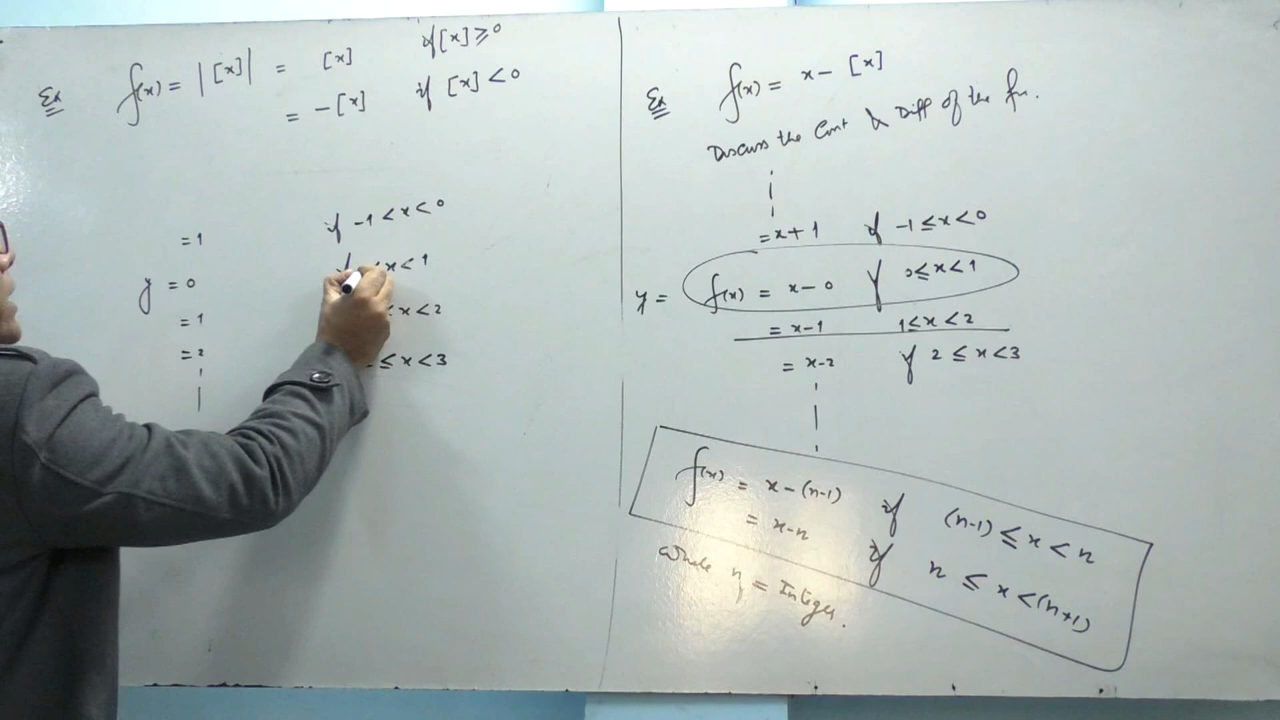 Ex f(x) = |[x]| = [x] if [x] ≥ 0
= -[x] if [x] < 0
= 1 if -1 < x < 0
y = 0 x < 1
= 1 < x < 2
= 2 ≤ x < 3
Ex f(x) = x - [x]
Discuss the Cont & Diff of the fn.
= x + 1 if -1 ≤ x < 0
y = f(x) = x - 0 if 0 ≤ x < 1
= x - 1 1 ≤ x < 2
= x - 2 if 2 ≤ x < 3
f(x) = x - (n-1) if (n-1) ≤ x < n
= x - n if n ≤ x < (n+1)
where n = Integer.